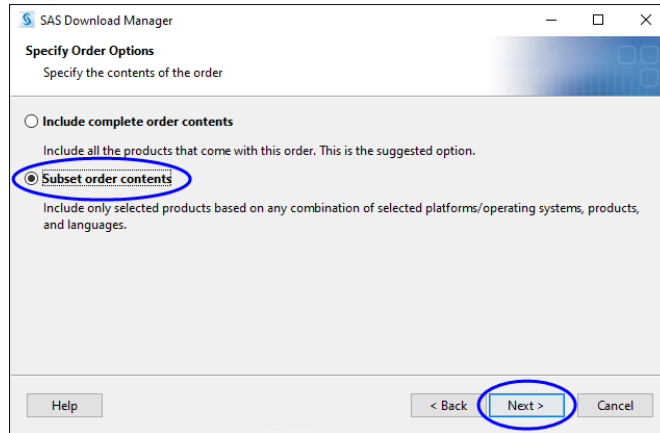 SAS Download Manager
Specify Order Options
Specify the contents of the order
Include complete order contents
Include all the products that come with this order. This is the suggested option.
Subset order contents
Include only selected products based on any combination of selected platforms/operating systems, products,
and languages.
Help
< Back
Next >
Cancel